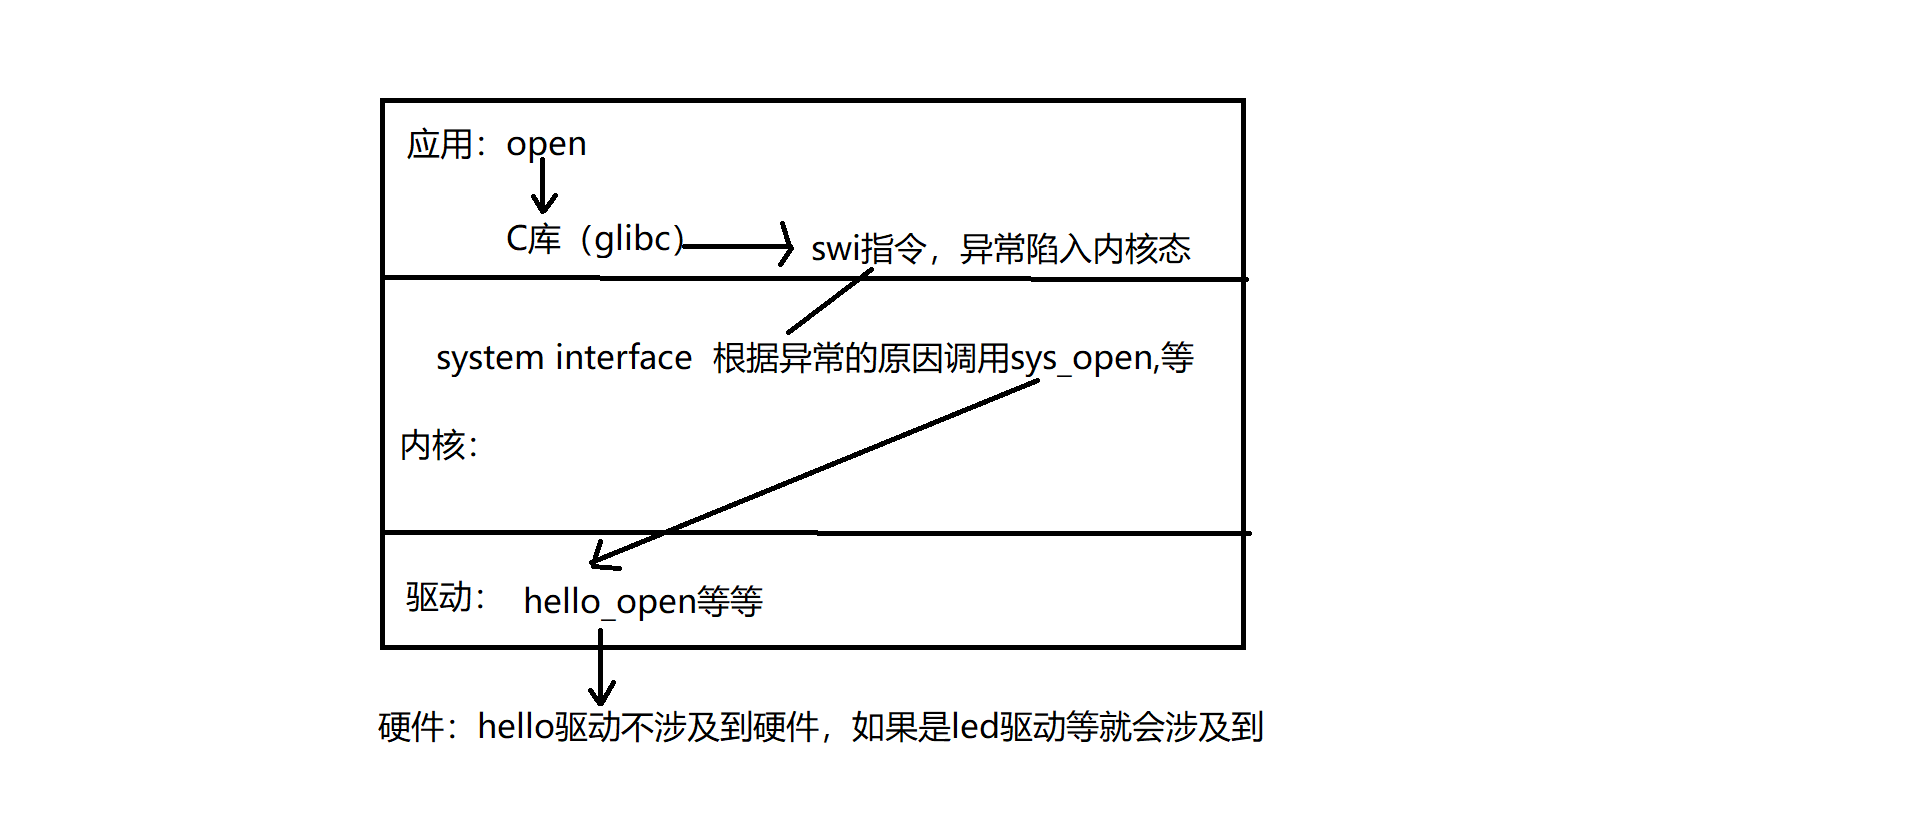 应用：open
C库（glibc）
swi指令，异常陷入内核态
system interface 根据异常的原因调用sys_open,等
内核：
驱动： hello_open等等
硬件：hello驱动不涉及到硬件，如果是led驱动等就会涉及到